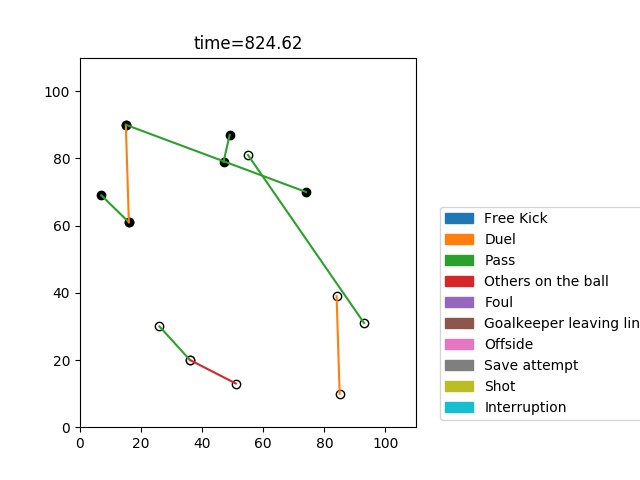 time=824.62
100
80
60
40
20
0
0 20 40 60 80 100
Free Kick
Duel
Pass
Others on the ball
Foul
Goalkeeper leaving lin
Offside
Save attempt
Shot
Interruption